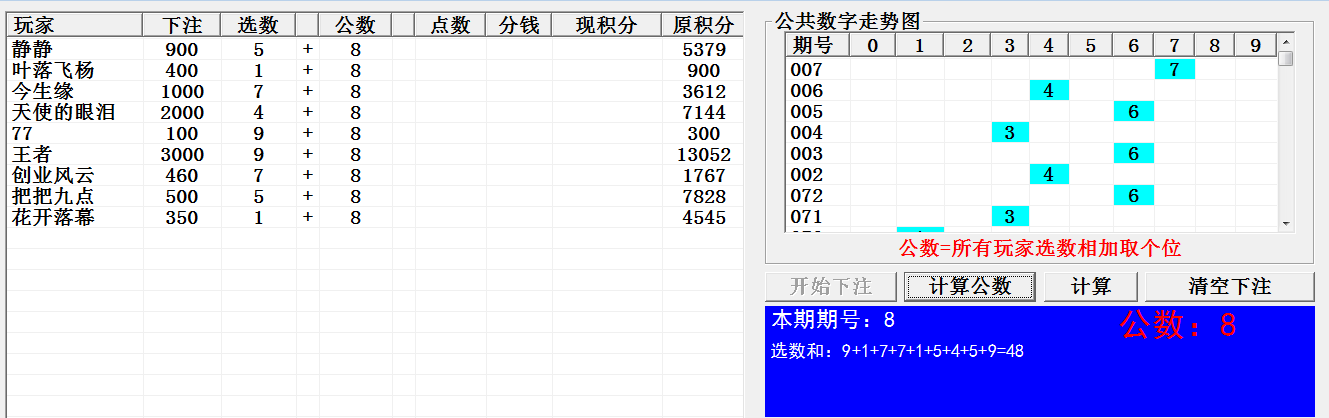 玩家 下注 选数 公数 点数 分钱 现积分 原积分
静静 900 5 + 8 5379
叶落飞杨 400 1 + 8 900
今生缘 1000 7 + 8 3612
天使的眼泪 2000 4 + 8 7144
77 100 9 + 8 300
王者 3000 9 + 8 13052
创业风云 460 7 + 8 1767
把把九点 500 5 + 8 7828
花开落幕 350 1 + 8 4545
公共数字走势图
期号 0 1 2 3 4 5 6 7 8 9
007 7
006 4
005 6
004 3
003 6
002 4
072 6
071 3
公数=所有玩家选数相加取个位
开始下注 计算公数 计算 清空下注
本期期号：8 公数：8
选数和：9+1+7+7+1+5+4+5+9=48